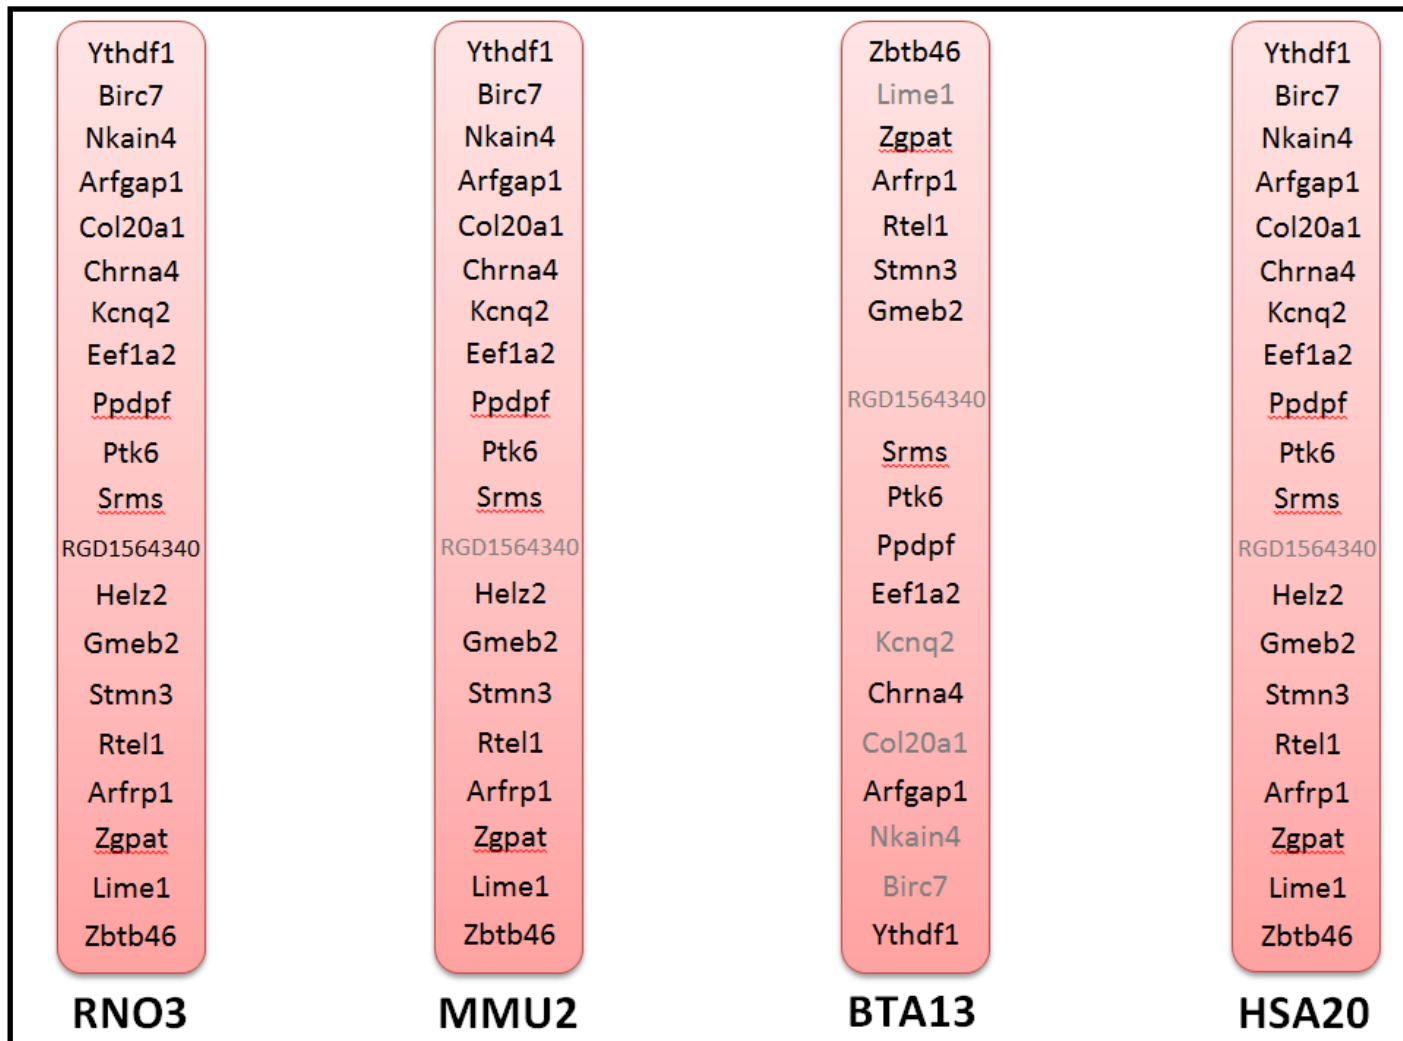 Ythdf1
Birc7
Nkain4
Arfgap1
Col20a1
Chrna4
Kcnq2
Eef1a2
Ppdpf
Ptk6
Srms
RGD1564340
Helz2
Gmeb2
Stmn3
Rtel1
Arfrp1
Zgpat
Lime1
Zbtb46
RNO3
Ythdf1
Birc7
Nkain4
Arfgap1
Col20a1
Chrna4
Kcnq2
Eef1a2
Ppdpf
Ptk6
Srms
RGD1564340
Helz2
Gmeb2
Stmn3
Rtel1
Arfrp1
Zgpat
Lime1
Zbtb46
MMU2
Zbtb46
Lime1
Zgpat
Arfrp1
Rtel1
Stmn3
Gmeb2
RGD1564340
Srms
Ptk6
Ppdpf
Eef1a2
Kcnq2
Chrna4
Col20a1
Arfgap1
Nkain4
Birc7
Ythdf1
BTA13
Ythdf1
Birc7
Nkain4
Arfgap1
Col20a1
Chrna4
Kcnq2
Eef1a2
Ppdpf
Ptk6
Srms
RGD1564340
Helz2
Gmeb2
Stmn3
Rtel1
Arfrp1
Zgpat
Lime1
Zbtb46
HSA20